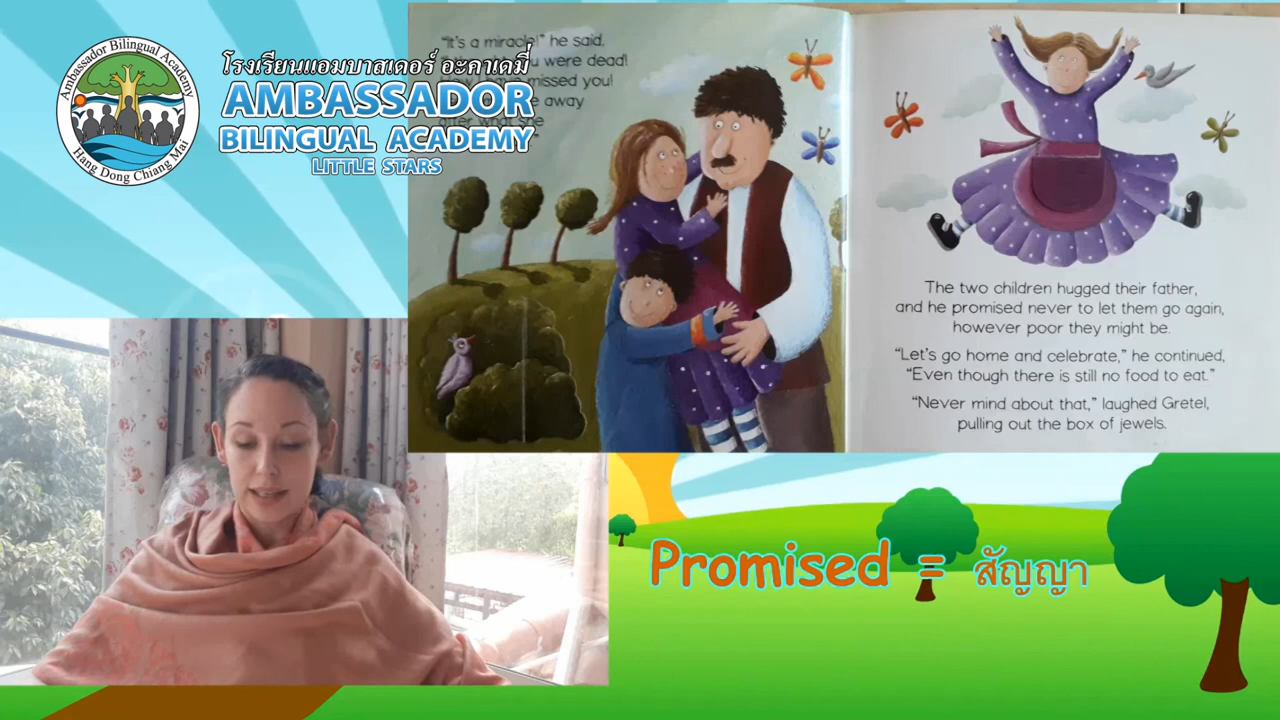 Ambassador Bilingual Academy
Hang Dong Chiang Mai
โรงเรียนแอมบาสเดอร์ อะคาเดมี่
AMBASSADOR
BILINGUAL ACADEMY
LITTLE STARS
"It's a miracle!" he said,
were dead!
missed you!
away
The two children hugged their father,
and he promised never to let them go again,
however poor they might be.
"Let's go home and celebrate," he continued,
"Even though there is still no food to eat."
"Never mind about that," laughed Gretel,
pulling out the box of jewels.
Promised = สัญญา